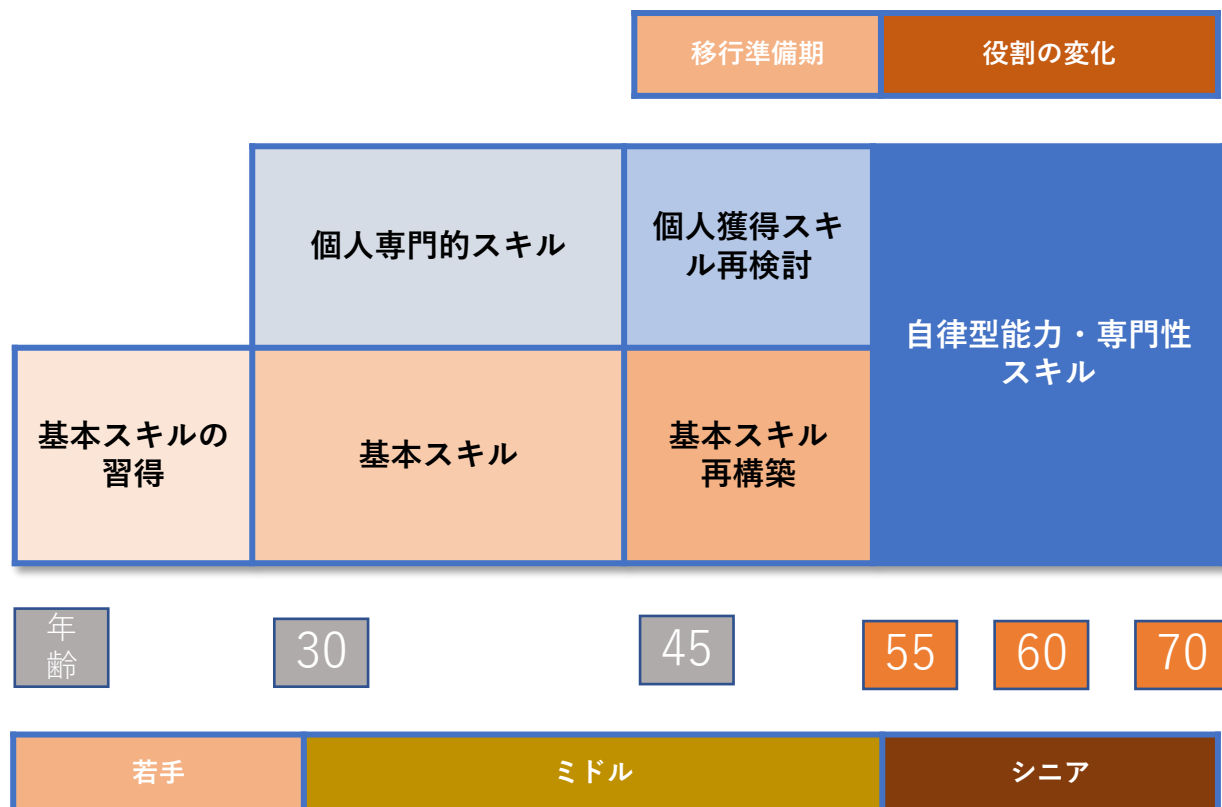 移行準備期
役割の変化
個人専門的スキル
個人獲得スキ
ル再検討
自律型能力・専門性
スキル
基本スキルの
習得
基本スキル
基本スキル
再構築
年
齢
30
45
55
60
70
若手
ミドル
シニア